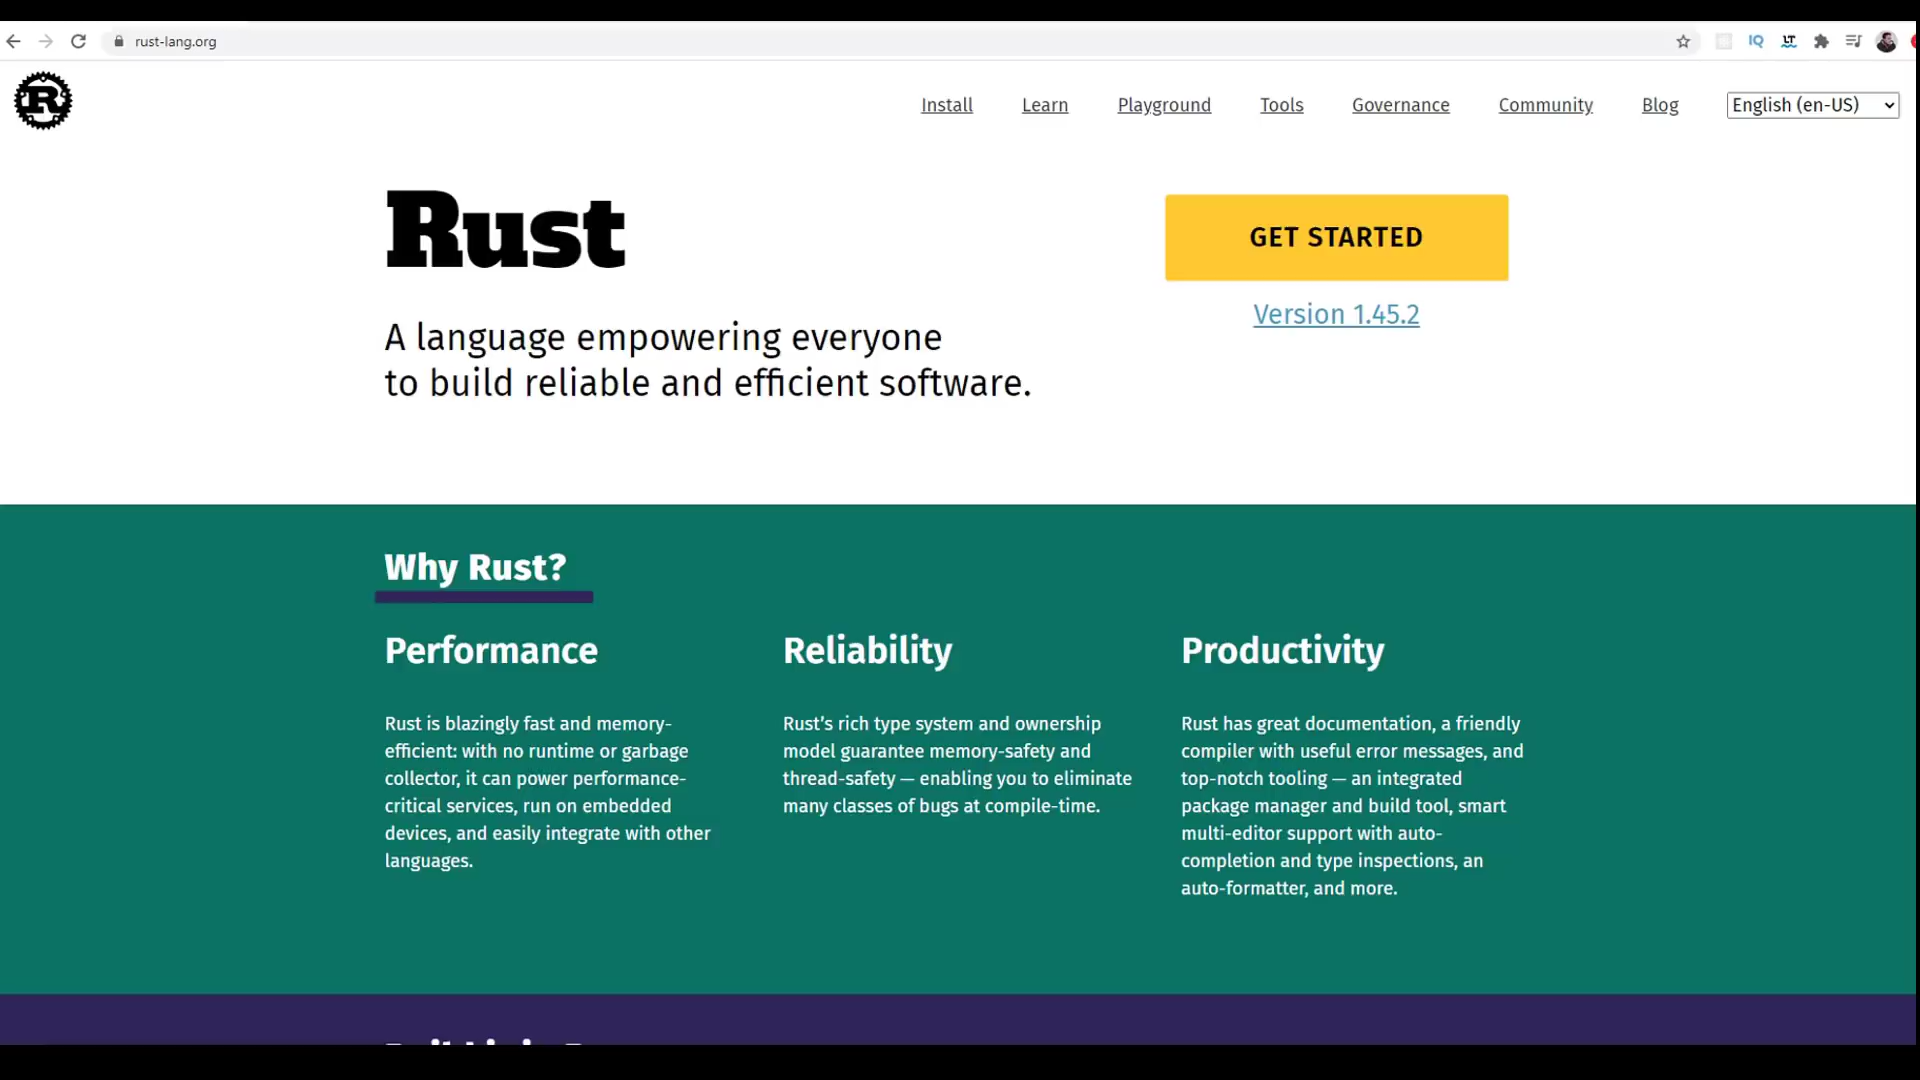 rust-lang.org
IQ
LT
R
Install
Learn
Playground
Tools
Governance
Community
Blog
English (en-US)
Rust
GET STARTED
Version 1.45.2
A language empowering everyone
to build reliable and efficient software.
Why Rust?
Performance
Rust is blazingly fast and memory-
efficient: with no runtime or garbage
collector, it can power performance-
critical services, run on embedded
devices, and easily integrate with other
languages.
Reliability
Rust’s rich type system and ownership
model guarantee memory-safety and
thread-safety — enabling you to eliminate
many classes of bugs at compile-time.
Productivity
Rust has great documentation, a friendly
compiler with useful error messages, and
top-notch tooling — an integrated
package manager and build tool, smart
multi-editor support with auto-
completion and type inspections, an
auto-formatter, and more.